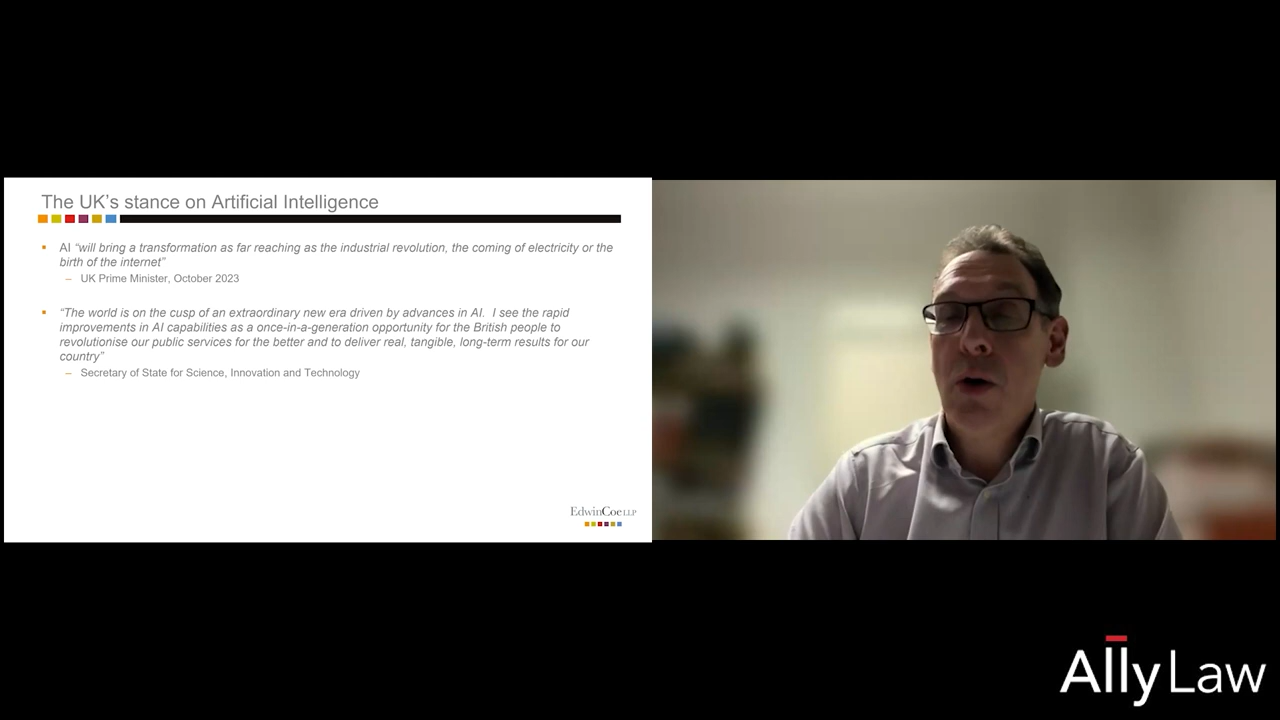 The UK's stance on Artificial Intelligence
▪ AI “will bring a transformation as far reaching as the industrial revolution, the coming of electricity or the
birth of the internet”
– UK Prime Minister, October 2023
▪ “The world is on the cusp of an extraordinary new era driven by advances in AI. I see the rapid
improvements in AI capabilities as a once-in-a-generation opportunity for the British people to
revolutionise our public services for the better and to deliver real, tangible, long-term results for our
country”
– Secretary of State for Science, Innovation and Technology
EdwinCoe LLP
Ally Law